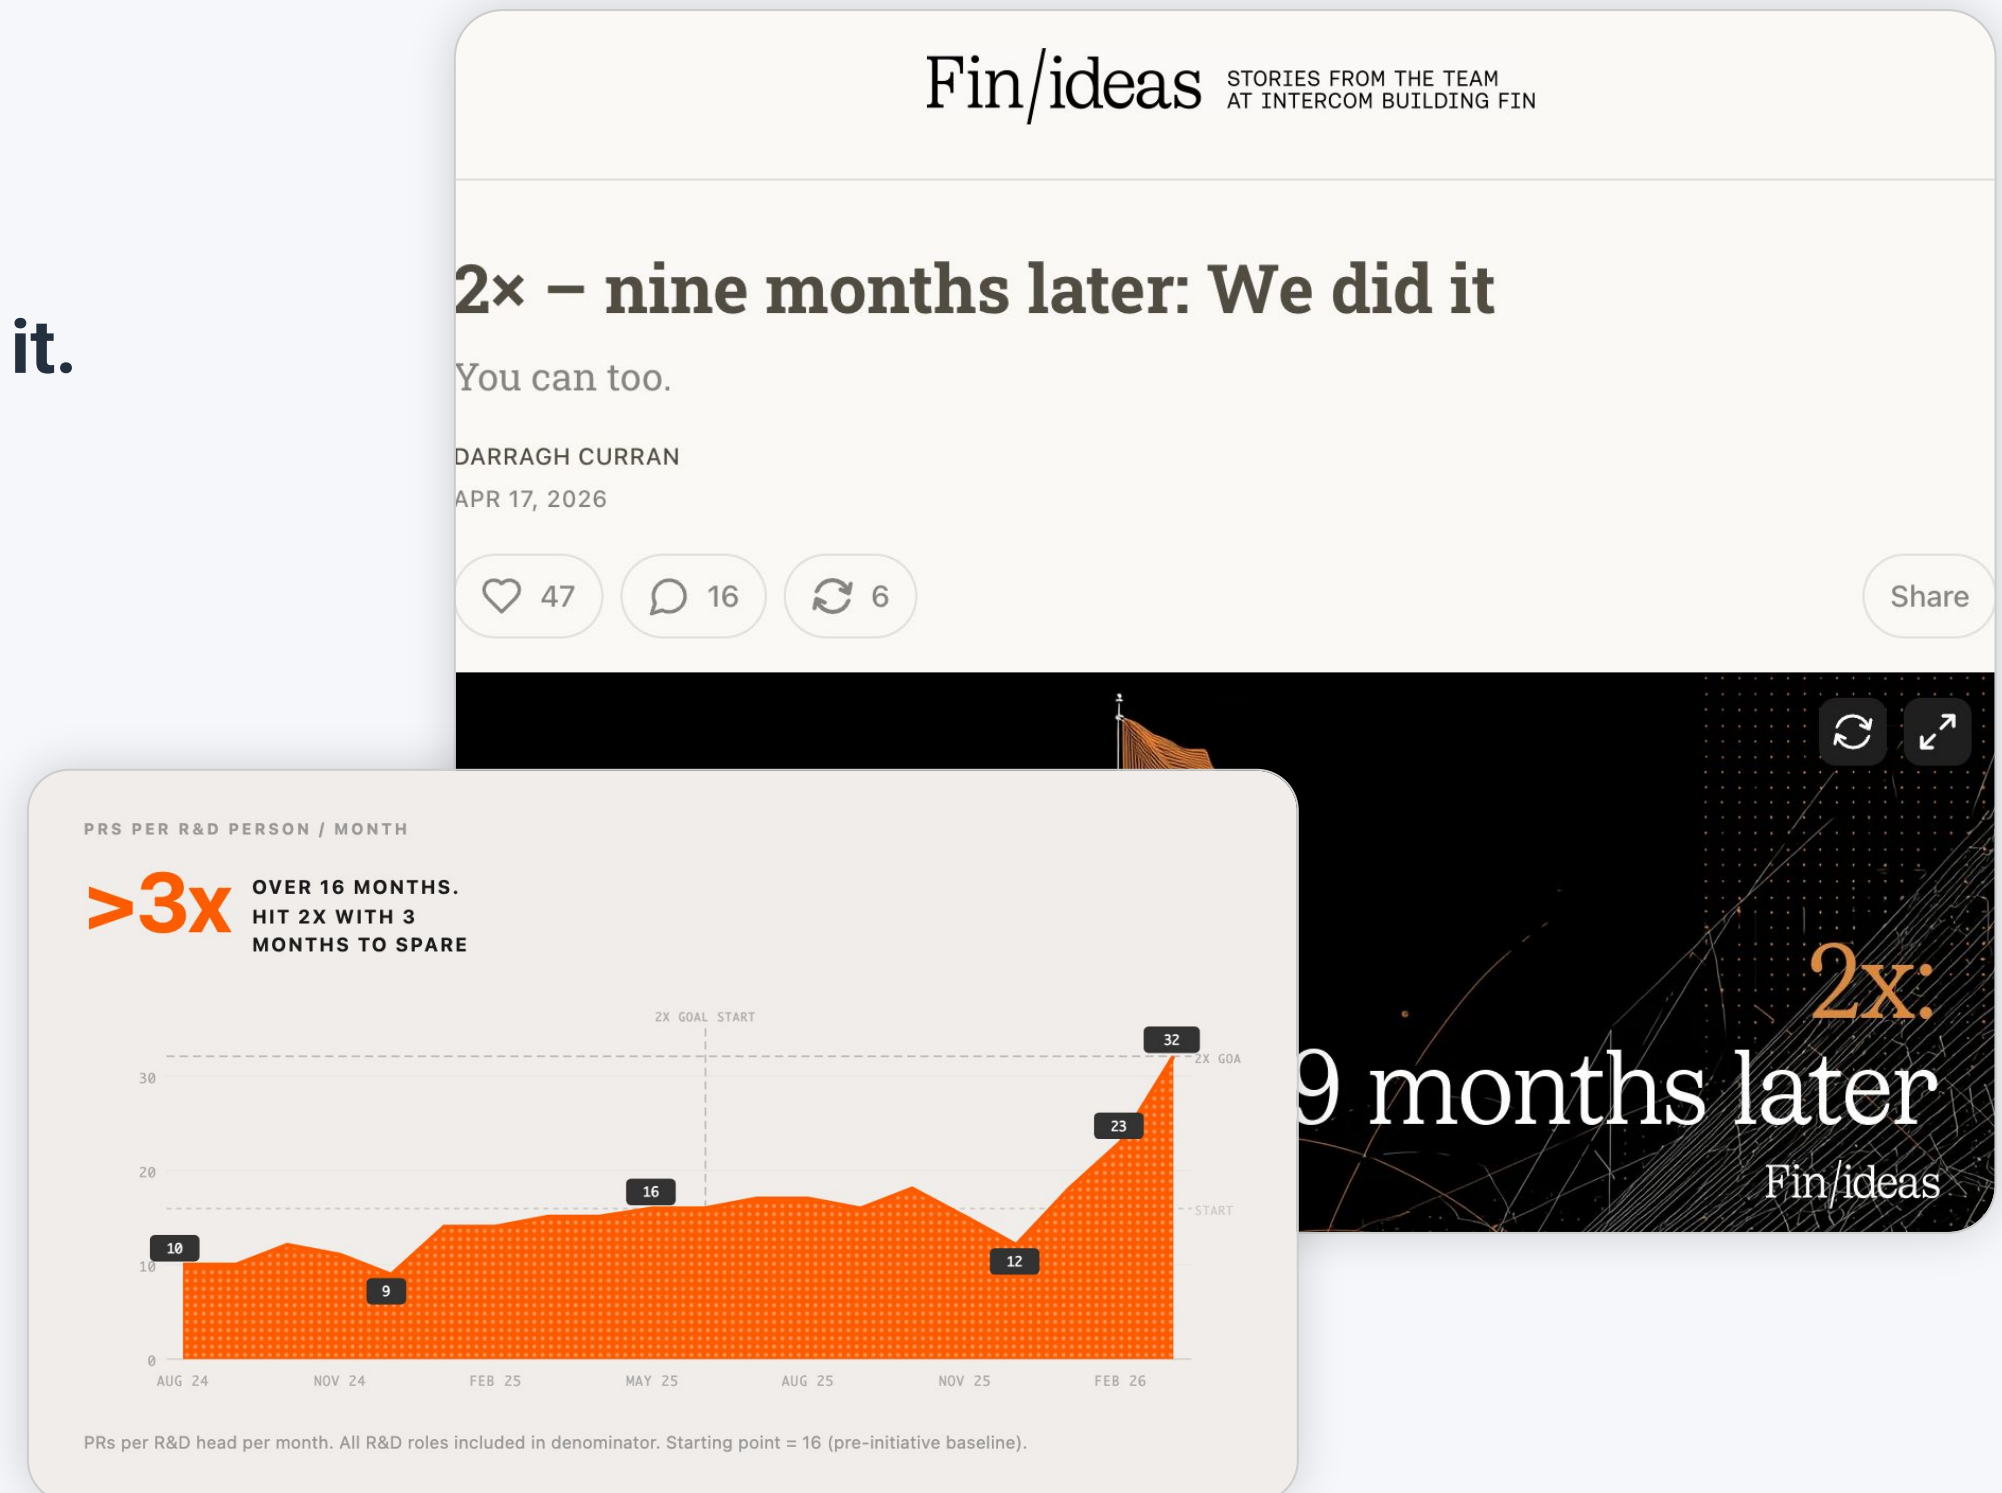 it.
Fin/ideas
STORIES FROM THE TEAM
AT INTERCOM BUILDING FIN
2× – nine months later: We did it
You can too.
DARRAGH CURRAN
APR 17, 2026
47
16
6
Share
2x:
9 months later
Fin/ideas
PRS PER R&D PERSON / MONTH
>3x
OVER 16 MONTHS.
HIT 2X WITH 3
MONTHS TO SPARE
2X GOAL START
32
2X GOA
30
23
20
16
START
10
12
10
9
0
AUG 24
NOV 24
FEB 25
MAY 25
AUG 25
NOV 25
FEB 26
PRs per R&D head per month. All R&D roles included in denominator. Starting point = 16 (pre-initiative baseline).